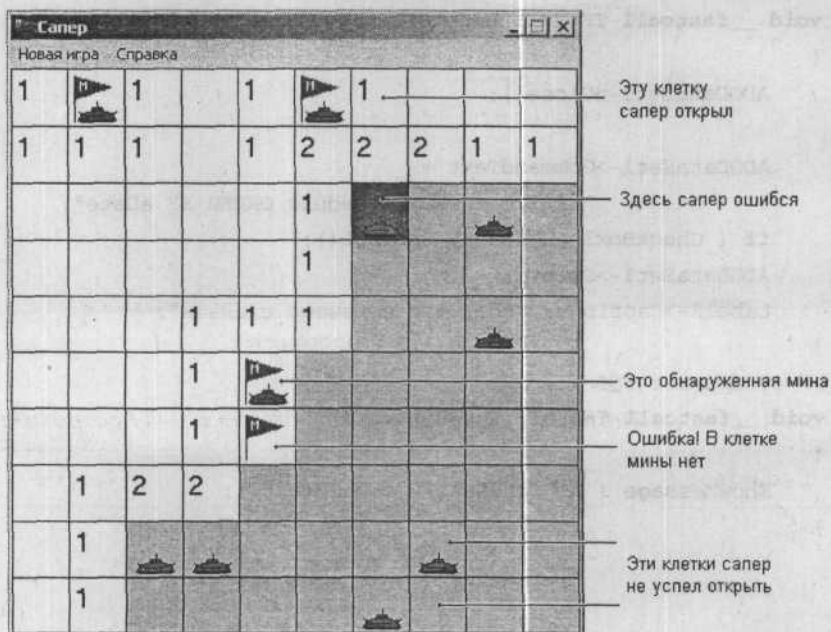 Сапер
Новая игра Справка
1 М 1 1 М 1
Эту клетку
сапер открыл
1 1 1 1 2 2 2 1 1
1
Здесь сапер ошибся
1
1 1 1
1 М
Это обнаруженная мина
1 М
Ошибка! В клетке
мины нет
1 2 2
1
Эти клетки сапер
не успел открыть
1